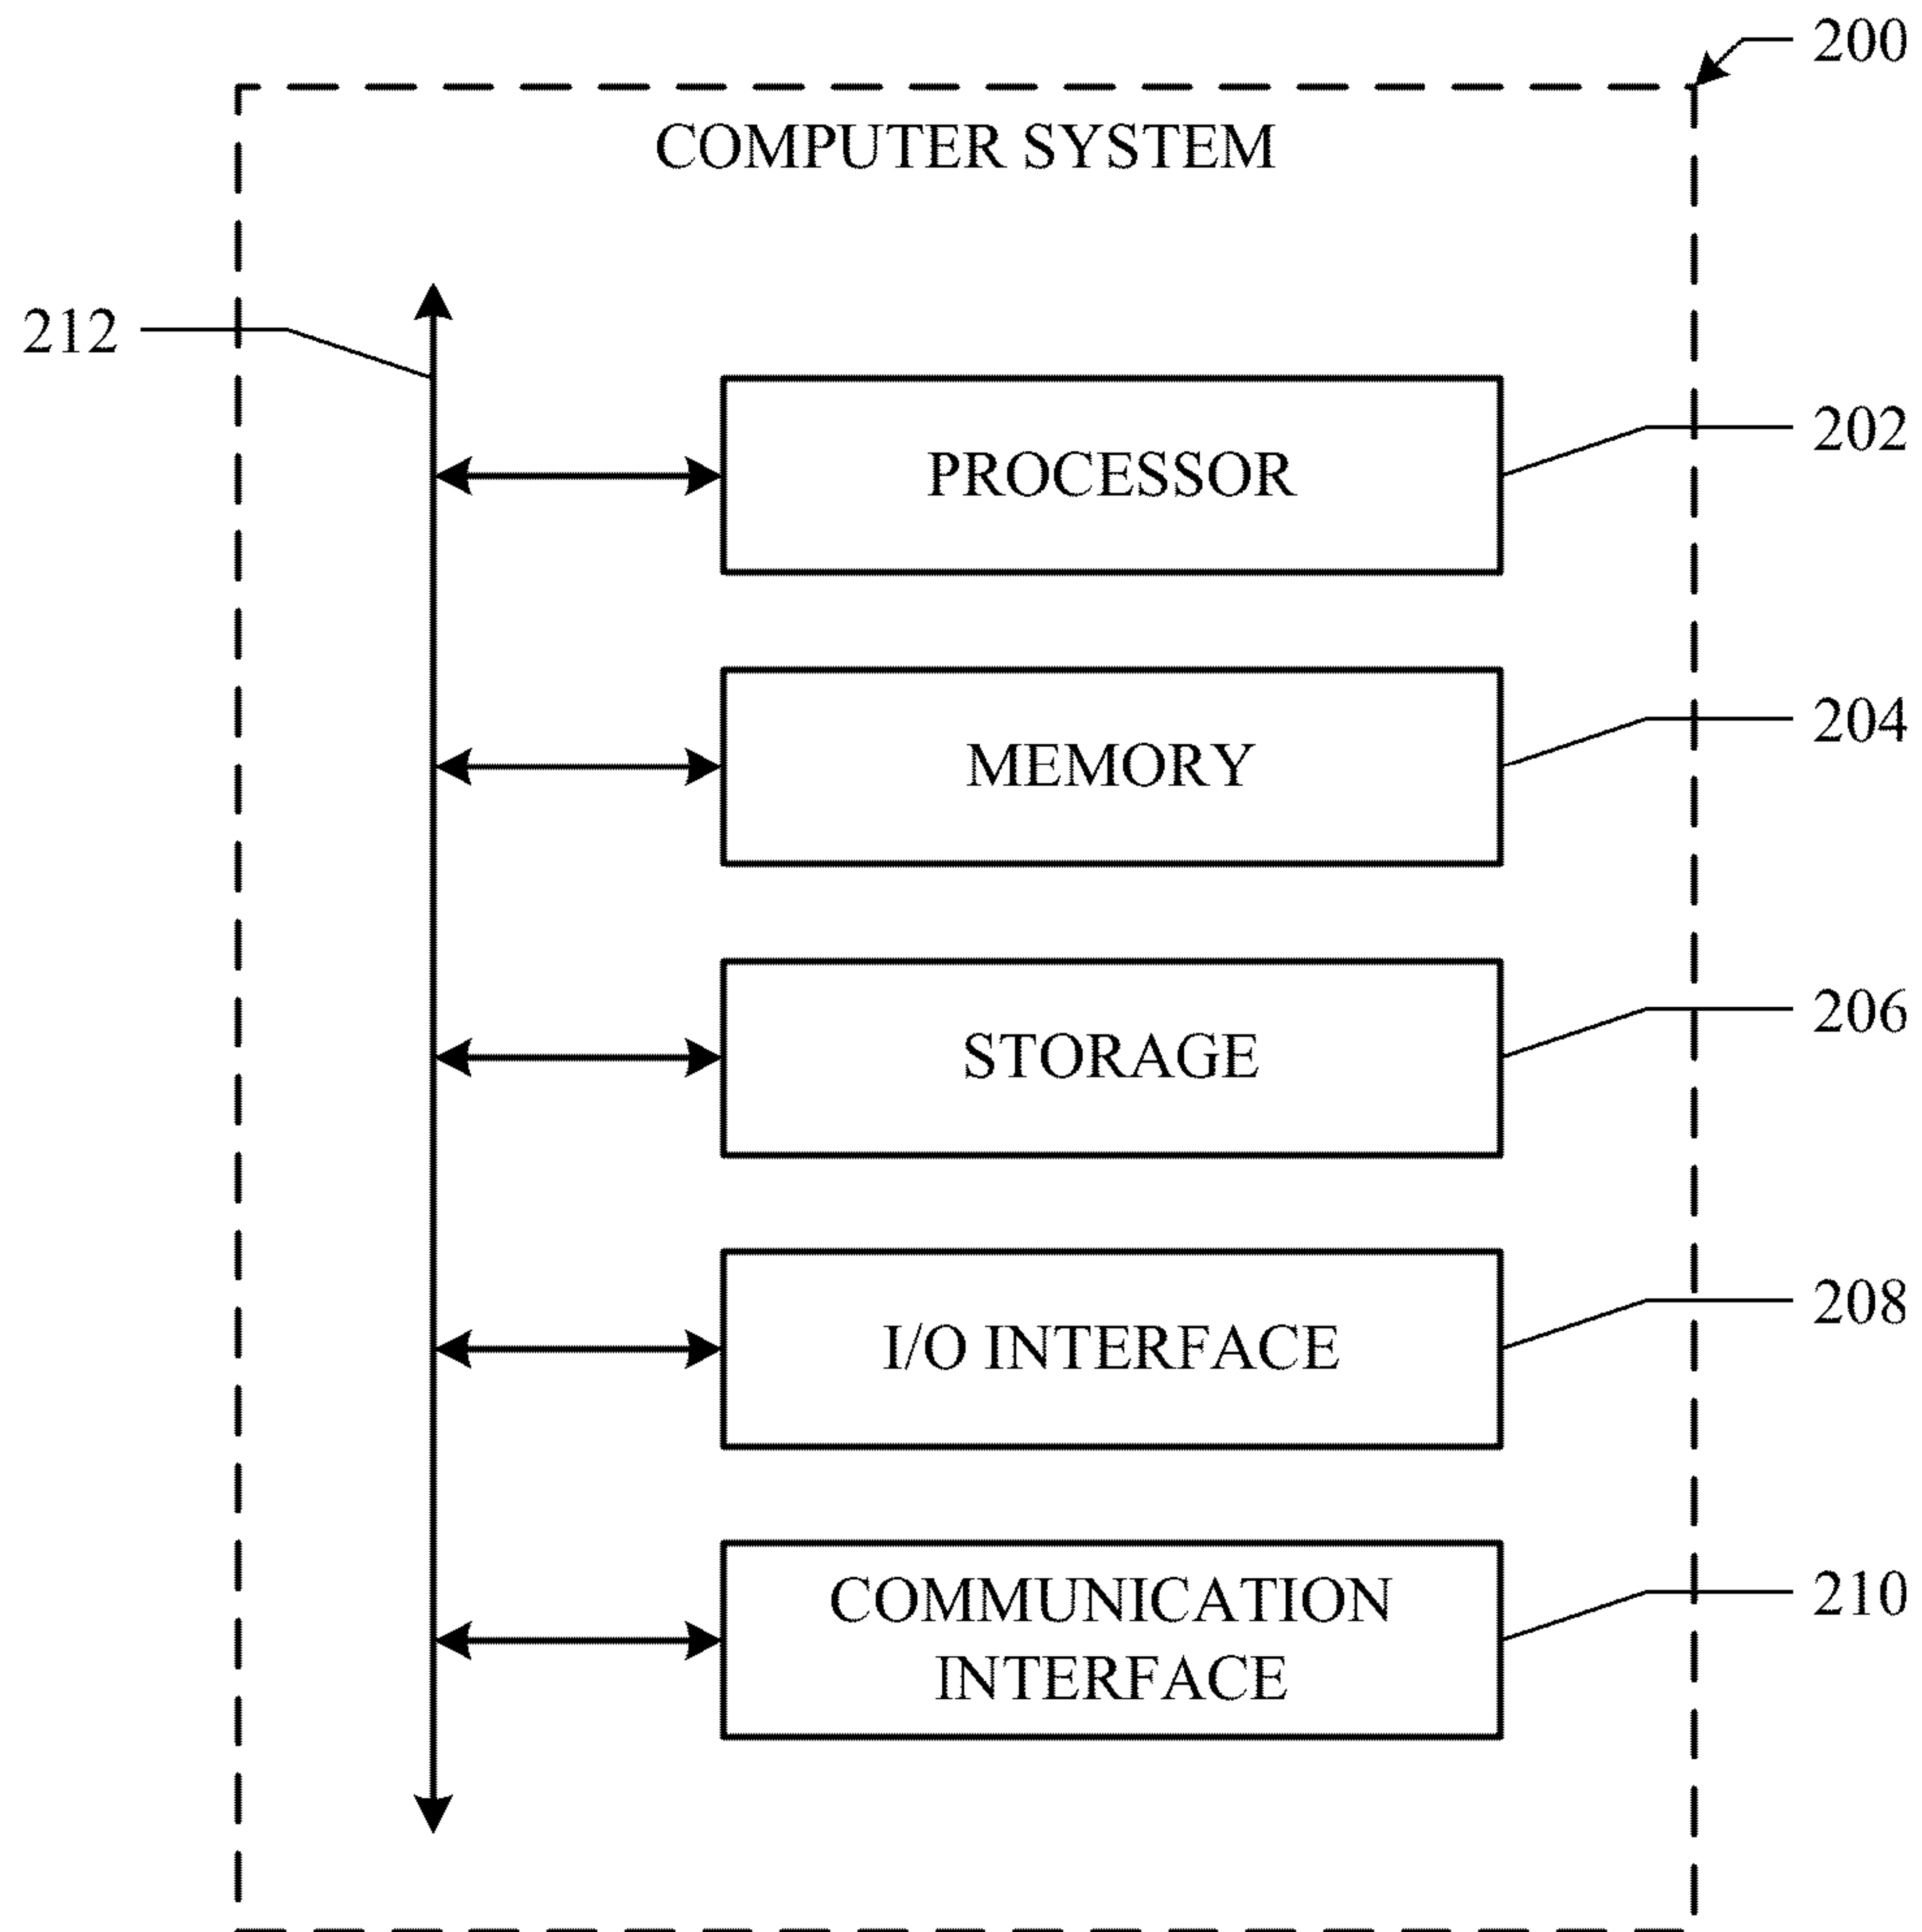 200
COMPUTER SYSTEM
212
PROCESSOR
202
MEMORY
204
STORAGE
206
I/O INTERFACE
208
COMMUNICATION
INTERFACE
210